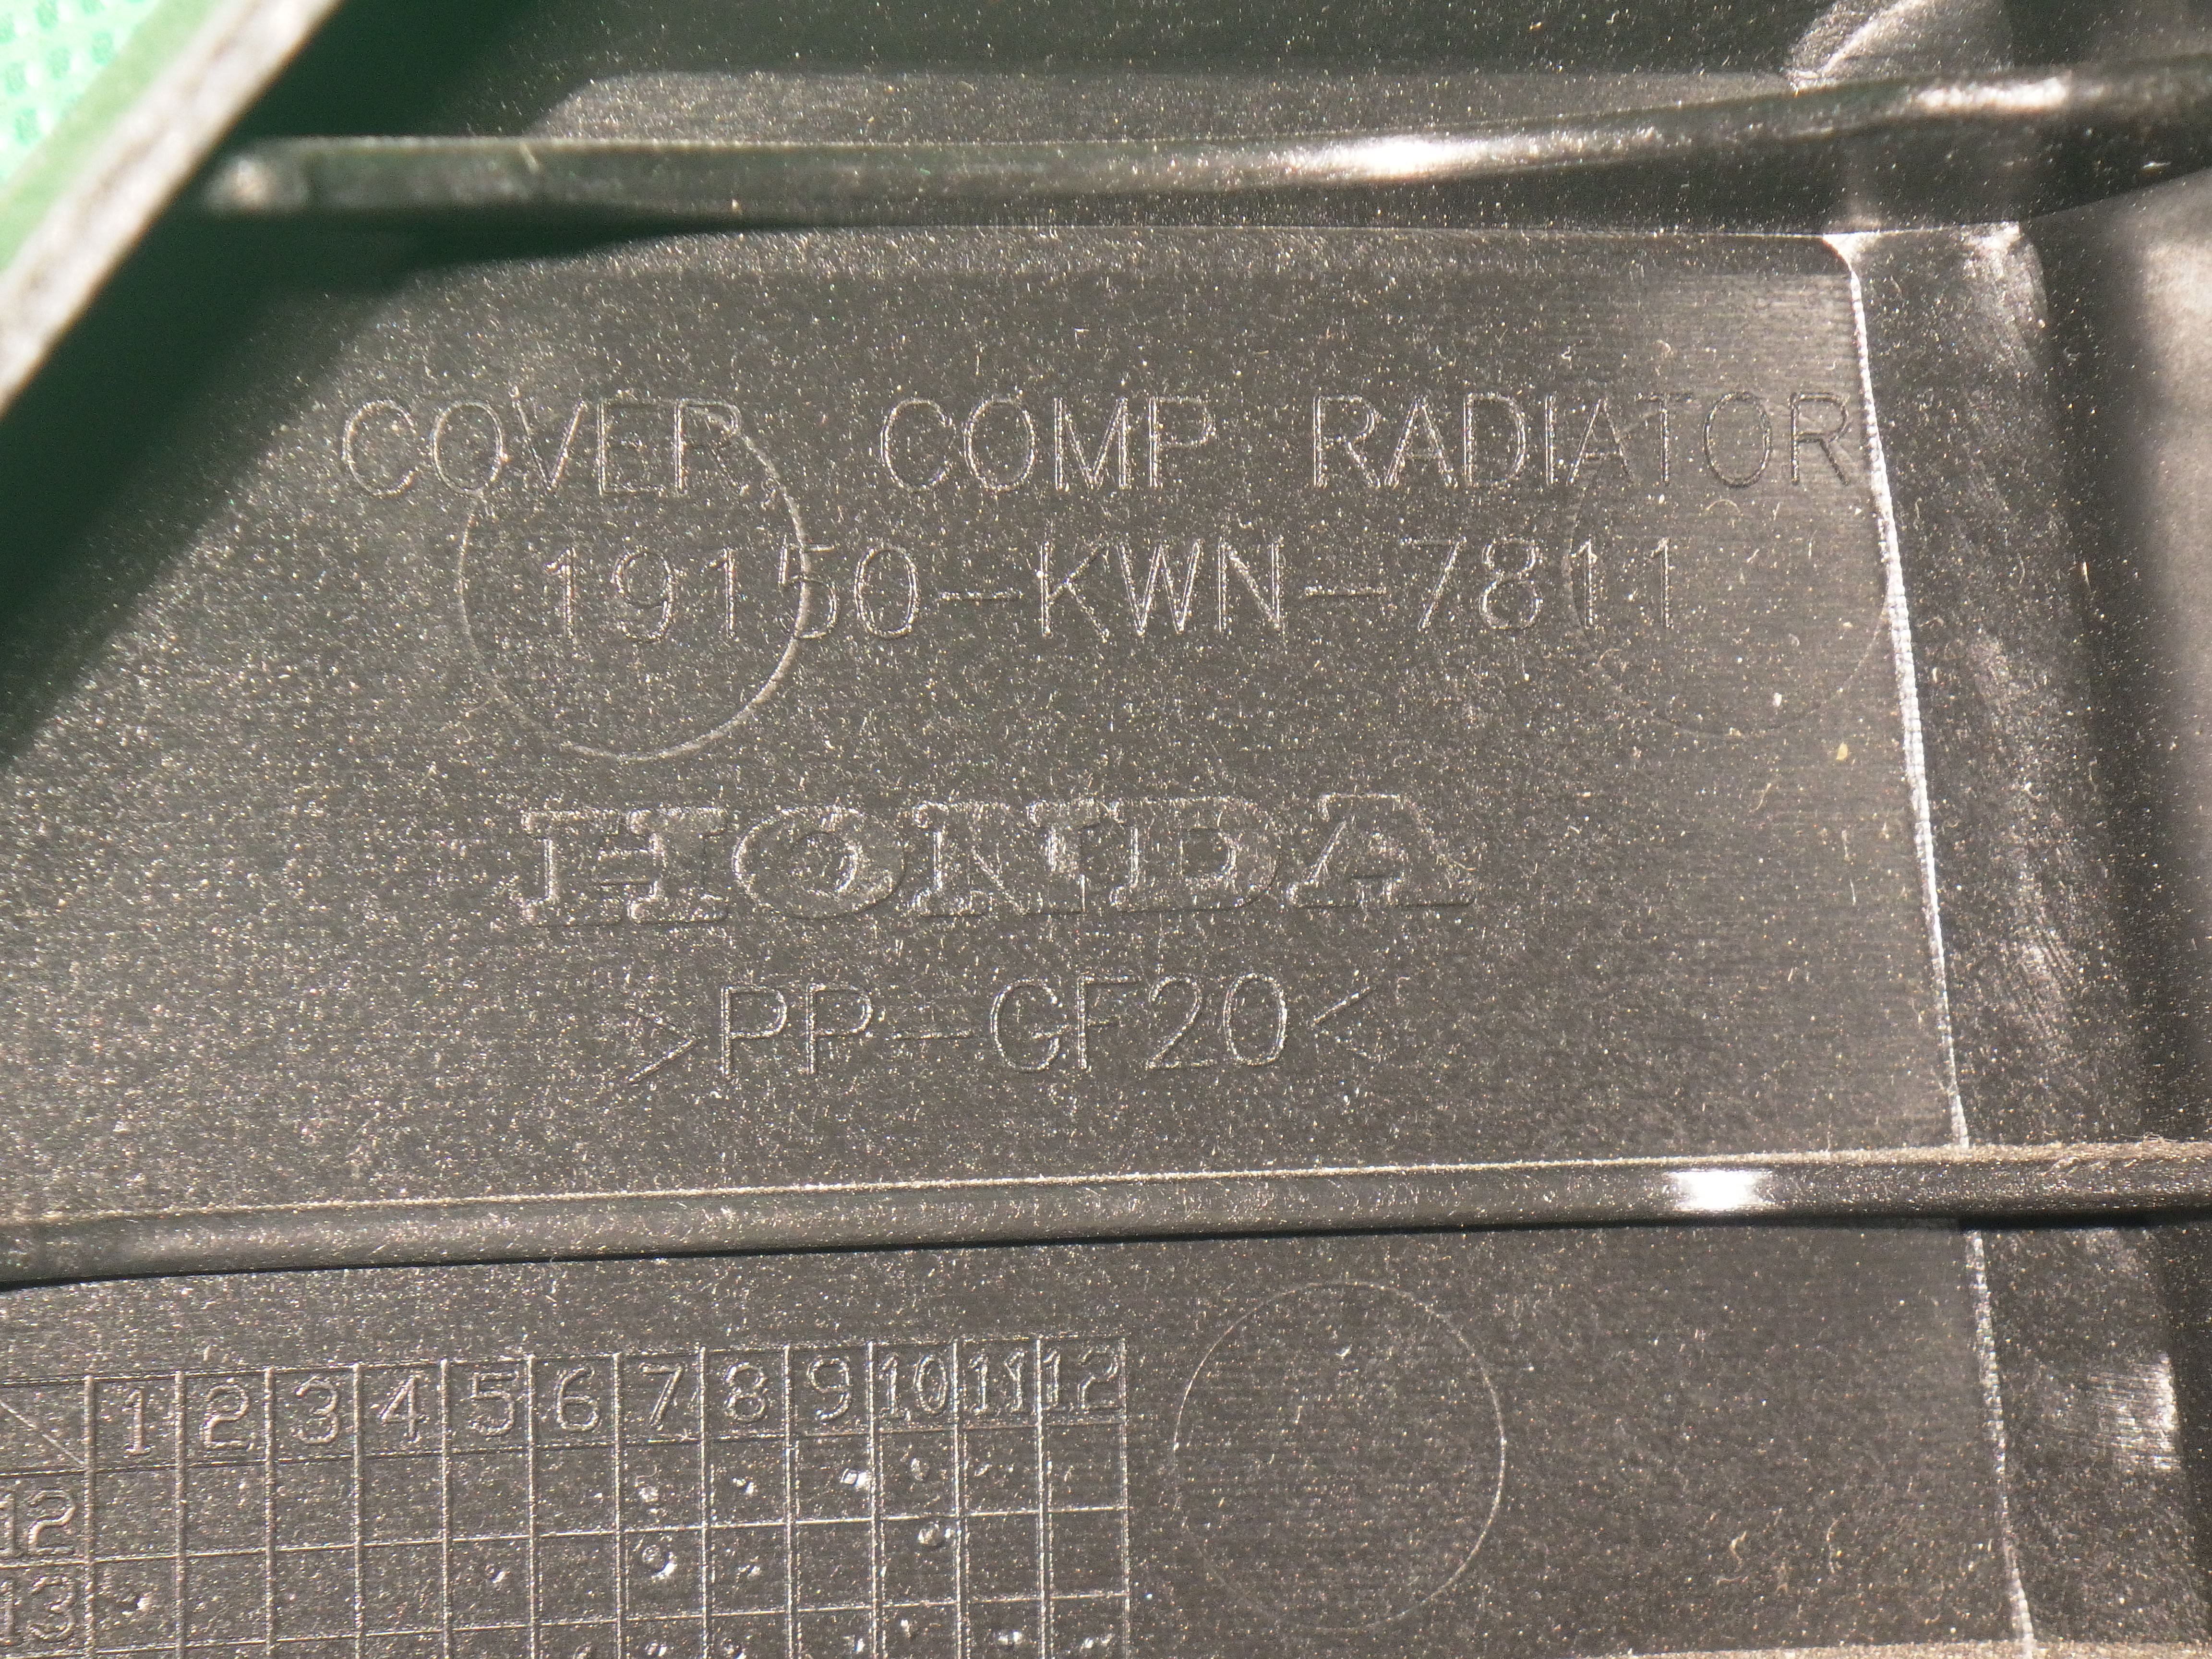 COVER, COMP RADIATOR
19150-KWN-7811
HONDA
>PP-GF20<
1 2 3 4 5 6 7 8 9 10 11 12
12
13